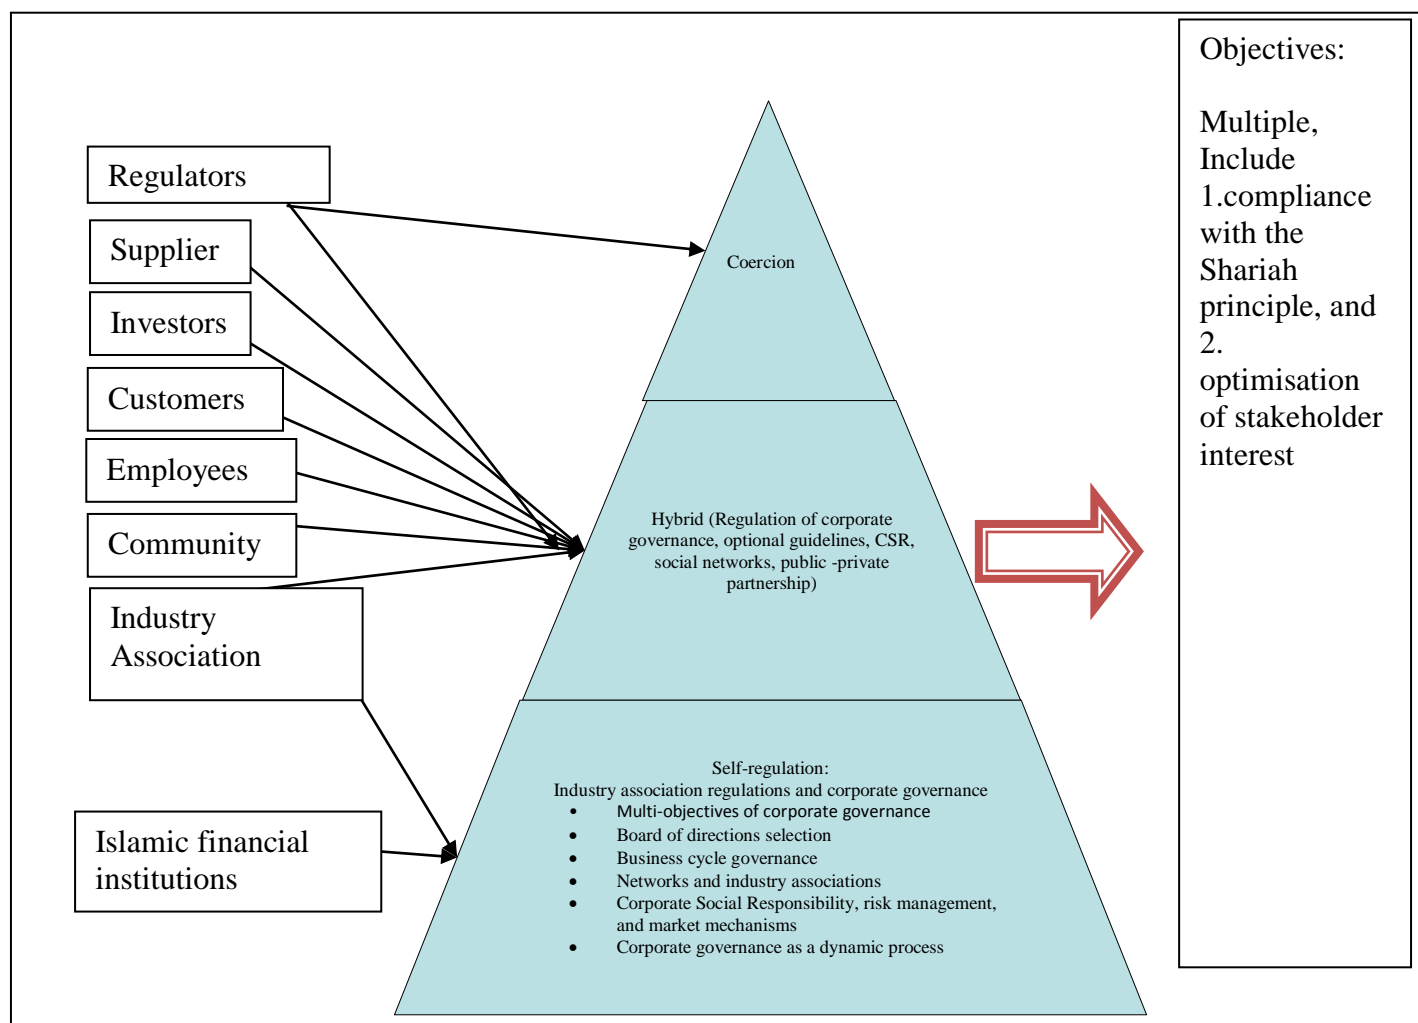 Regulators
Supplier
Investors
Customers
Employees
Community
Industry
Association
Islamic financial
institutions
Coercion
Hybrid (Regulation of corporate
governance, optional guidelines, CSR,
social networks, public -private
partnership)
Self-regulation:
Industry association regulations and corporate governance
• Multi-objectives of corporate governance
• Board of directions selection
• Business cycle governance
• Networks and industry associations
• Corporate Social Responsibility, risk management,
and market mechanisms
• Corporate governance as a dynamic process
Objectives:
Multiple,
Include
1.compliance
with the
Shariah
principle, and
2.
optimisation
of stakeholder
interest